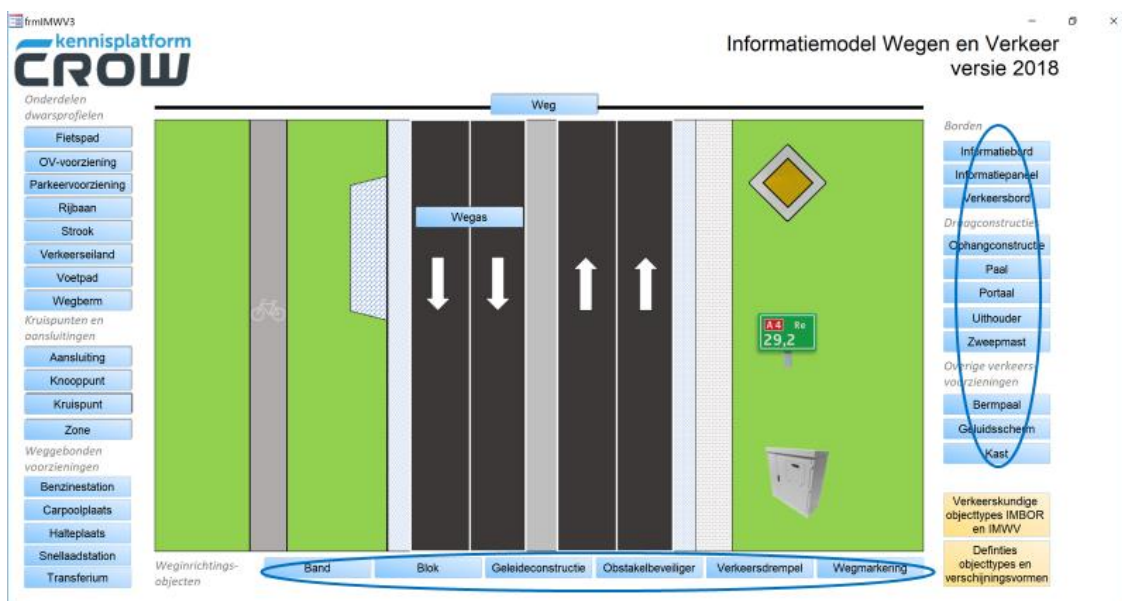 frmIMWV3
kennisplatform
CROW
Informatiemodel Wegen en Verkeer
versie 2018
Onderdelen
dwarsprofielen
Fietspad
OV-voorziening
Parkeervoorziening
Rijbaan
Strook
Verkeerseiland
Voetpad
Wegberm
Kruispunten en
aansluitingen
Aansluiting
Knooppunt
Kruispunt
Zone
Weggebonden
voorzieningen
Benzinestation
Carpoolplaats
Halteplaats
Snellaadstation
Transferium
Weg
Wegas
A4 Re
29,2
Weginrichtings-
objecten
Band
Blok
Geleideconstructie
Obstakelbeveiliger
Verkeersdrempel
Wegmarkering
Borden
Informatiebord
Informatiepaneel
Verkeersbord
Draagconstructies
Ophangconstructie
Paal
Portaal
Uithouder
Zweepmast
Overige verkeers-
voorzieningen
Bermpaal
Geluidsscherm
Kast
Verkeerskundige
objecttypes IMBOR
en IMWV
Defínties
objecttypes en
verschijningsvormen